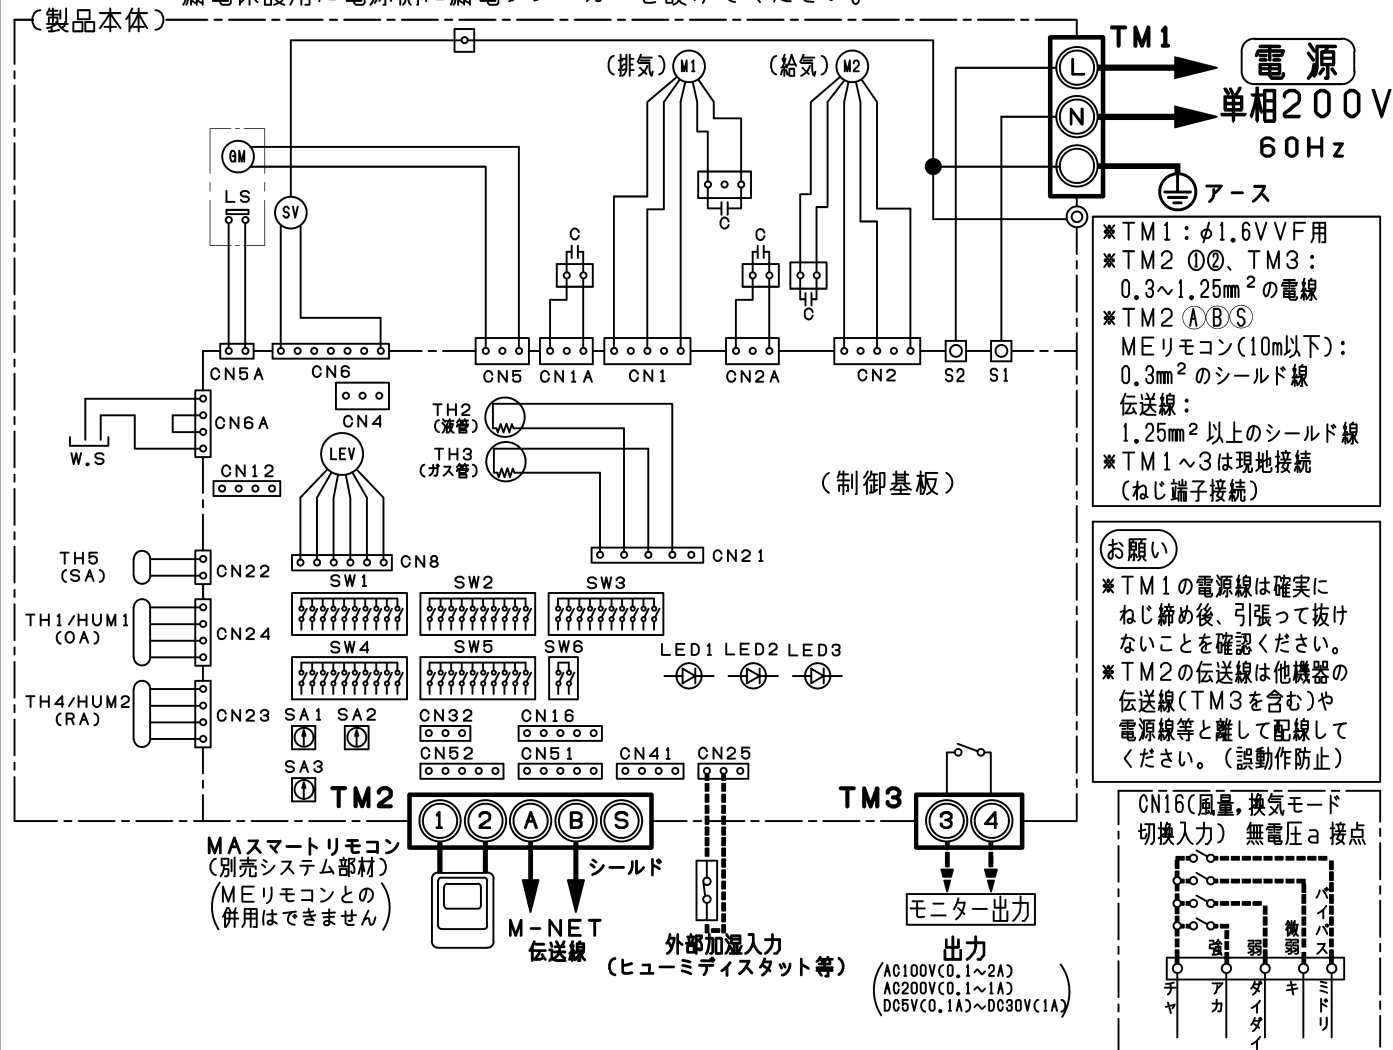 漏電保護用に電源側に漏電ブレーカーを設けてください。
(製品本体)
TM1
L
電 源
N
単相200V
60Hz
アース
(排気)
M1
(給気)
M2
GM
LS
SV
C
C
C
C
※TM1:φ1.6VVF用
※TM2 ①②、TM3:
0.3〜1.25mm²の電線
※TM2 ⒶⒷⓈ
MEリモコン(10m以下):
0.3mm²のシールド線
伝送線:
1.25mm²以上のシールド線
※TM1〜3は現地接続
(ねじ端子接続)
CN5A
CN6
CN5
CN1A
CN1
CN2A
CN2
S2
S1
CN4
CN6A
W.S
LEV
TH2
(液管)
TH3
(ガス管)
CN12
(制御基板)
CN8
CN21
TH5
(SA)
CN22
TH1/HUM1
(OA)
CN24
TH4/HUM2
(RA)
CN23
SW1
SW2
SW3
SW4
SW5
SW6
LED1 LED2 LED3
SA1
SA2
SA3
CN32
CN16
CN52
CN51
CN41
CN25
お願い
※TM1の電源線は確実に
ねじ締め後、引張って抜け
ないことを確認ください。
※TM2の伝送線は他機器の
伝送線(TM3を含む)や
電源線等と離して配線して
ください。(誤動作防止)
TM2
1
2
A
B
S
TM3
3
4
MAスマートリモコン
(別売システム部材)
(MEリモコンとの
併用はできません)
シールド
M-NET
伝送線
外部加湿入力
(ヒューミディスタット等)
モニター出力
出力
(AC100V(0.1〜2A)
AC200V(0.1〜1A)
DC5V(0.1A)〜DC30V(1A))
CN16(風量,換気モード
切換入力) 無電圧a接点
強
弱
微弱
バイパス
チャ
アカ
ダイダイ
キ
ミドリ